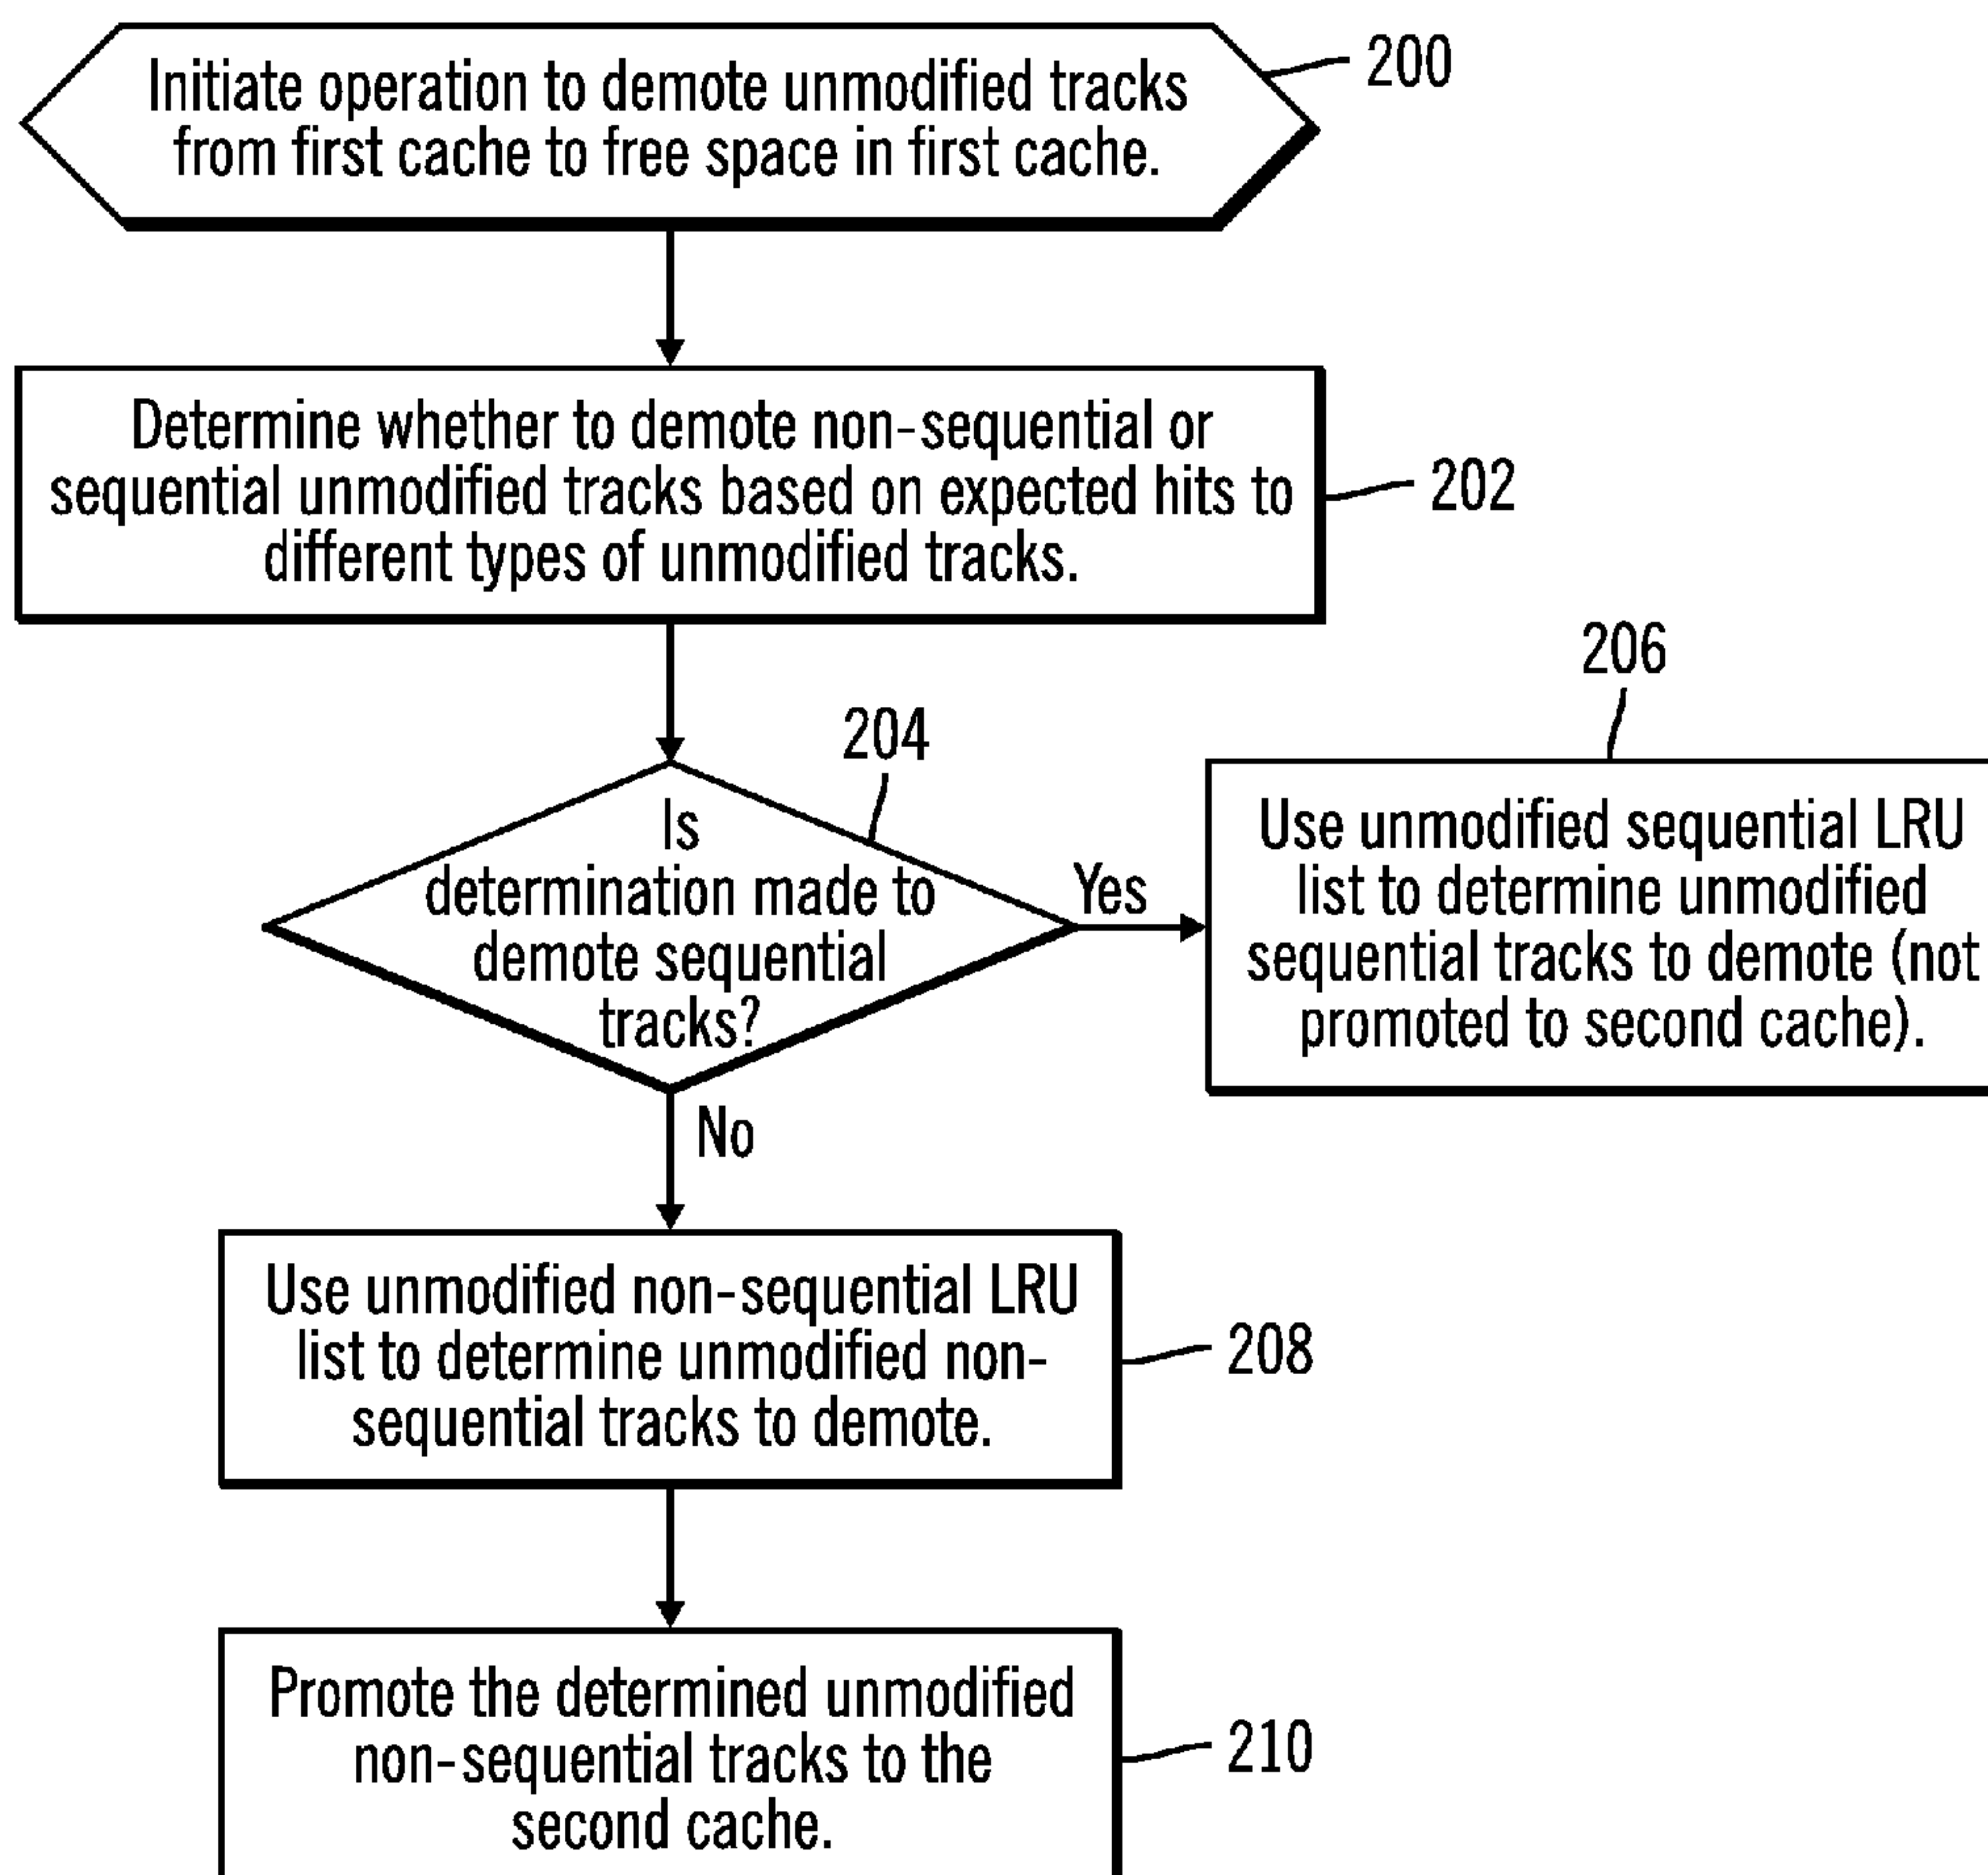 Initiate operation to demote unmodified tracks
from first cache to free space in first cache.
200
Determine whether to demote non-sequential or
sequential unmodified tracks based on expected hits to
different types of unmodified tracks.
202
204
Is
determination made to
demote sequential
tracks?
Yes
206
Use unmodified sequential LRU
list to determine unmodified
sequential tracks to demote (not
promoted to second cache).
No
Use unmodified non-sequential LRU
list to determine unmodified non-
sequential tracks to demote.
208
Promote the determined unmodified
non-sequential tracks to the
second cache.
210